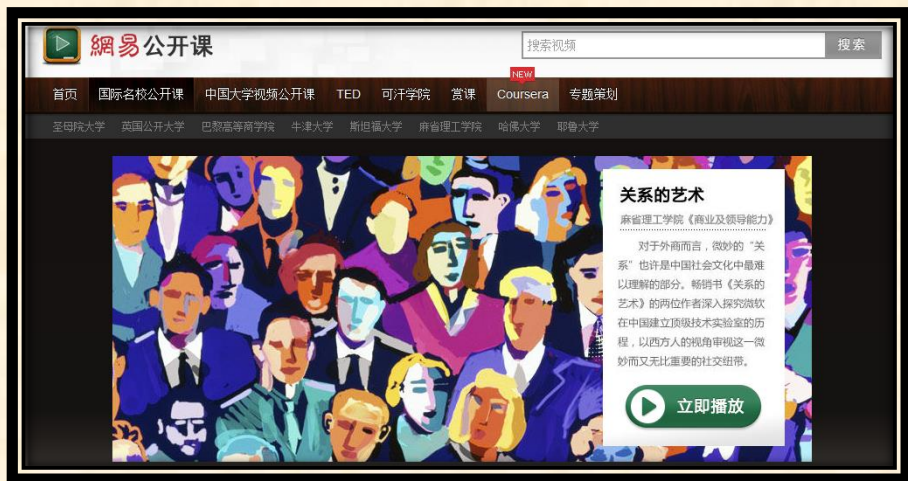 網易公开课
搜索视频 搜索
NEW
首页 国际名校公开课 中国大学视频公开课 TED 可汗学院 赏课 Coursera 专题策划
圣母院大学 英国公开大学 巴黎高等商学院 牛津大学 斯坦福大学 麻省理工学院 哈佛大学 耶鲁大学
关系的艺术
麻省理工学院《商业及领导能力》
对于外商而言，微妙的“关
系”也许是中国社会文化中最难
以理解的部分。畅销书《关系的
艺术》的两位作者深入探究微软
在中国建立顶级技术实验室的历
程，以西方人的视角审视这一微
妙而又无比重要的社交纽带。
立即播放